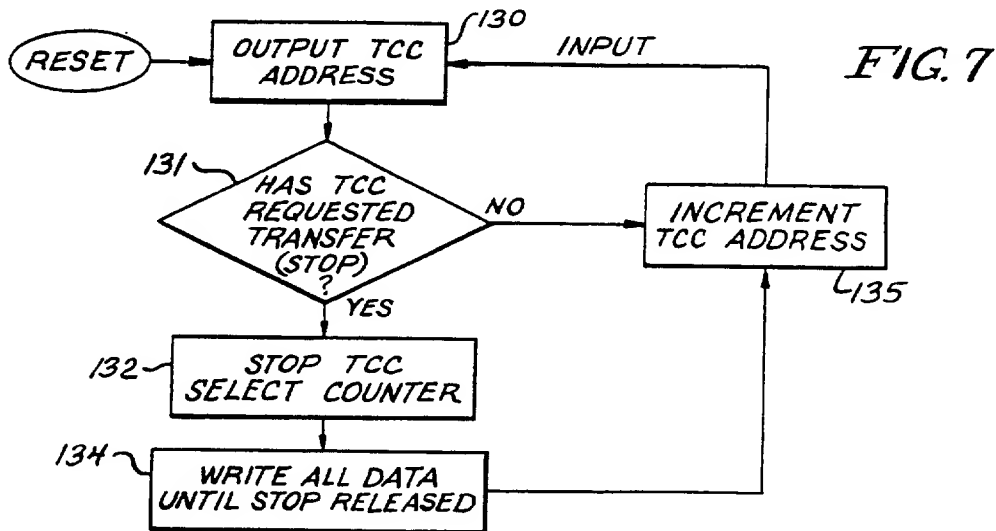 130
RESET
OUTPUT TCC
ADDRESS
INPUT
FIG. 7
131
HAS TCC
REQUESTED
TRANSFER
(STOP)
?
NO
YES
INCREMENT
TCC ADDRESS
135
132
STOP TCC
SELECT COUNTER
134
WRITE ALL DATA
UNTIL STOP RELEASED